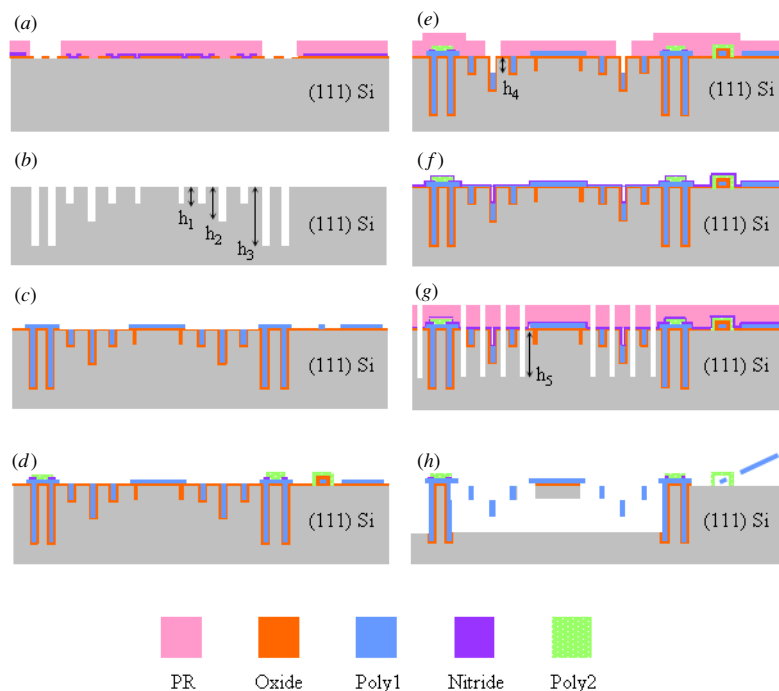 (a)
(111) Si
(b)
h1
h2
h3
(111) Si
(c)
(111) Si
(d)
(111) Si
(e)
h4
(111) Si
(f)
(111) Si
(g)
h5
(111) Si
(h)
(111) Si
PR Oxide Poly1 Nitride Poly2